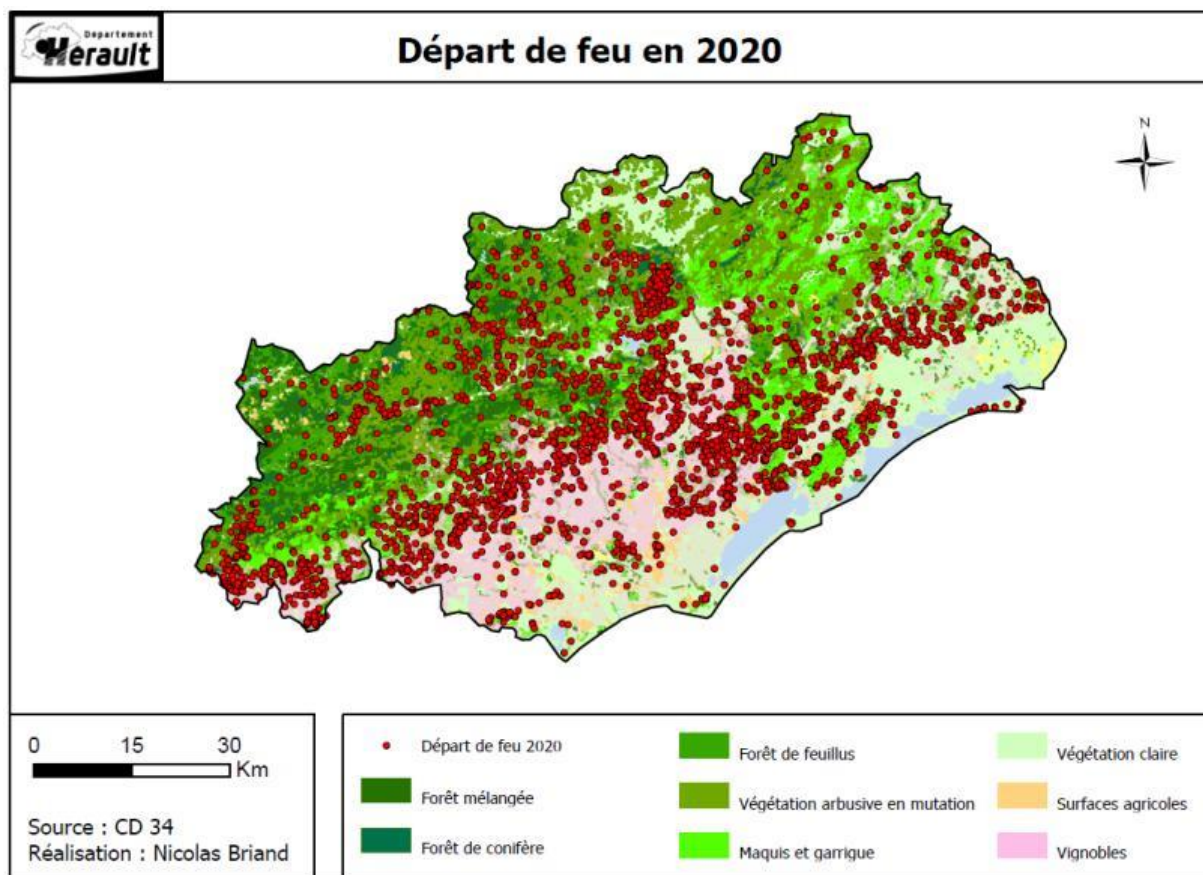 Département
Hérault
Départ de feu en 2020
N
0 15 30
Km
Source : CD 34
Réalisation : Nicolas Briand
Départ de feu 2020
Forêt mélangée
Forêt de conifère
Forêt de feuillus
Végétation arbusive en mutation
Maquis et garrigue
Végétation claire
Surfaces agricoles
Vignobles